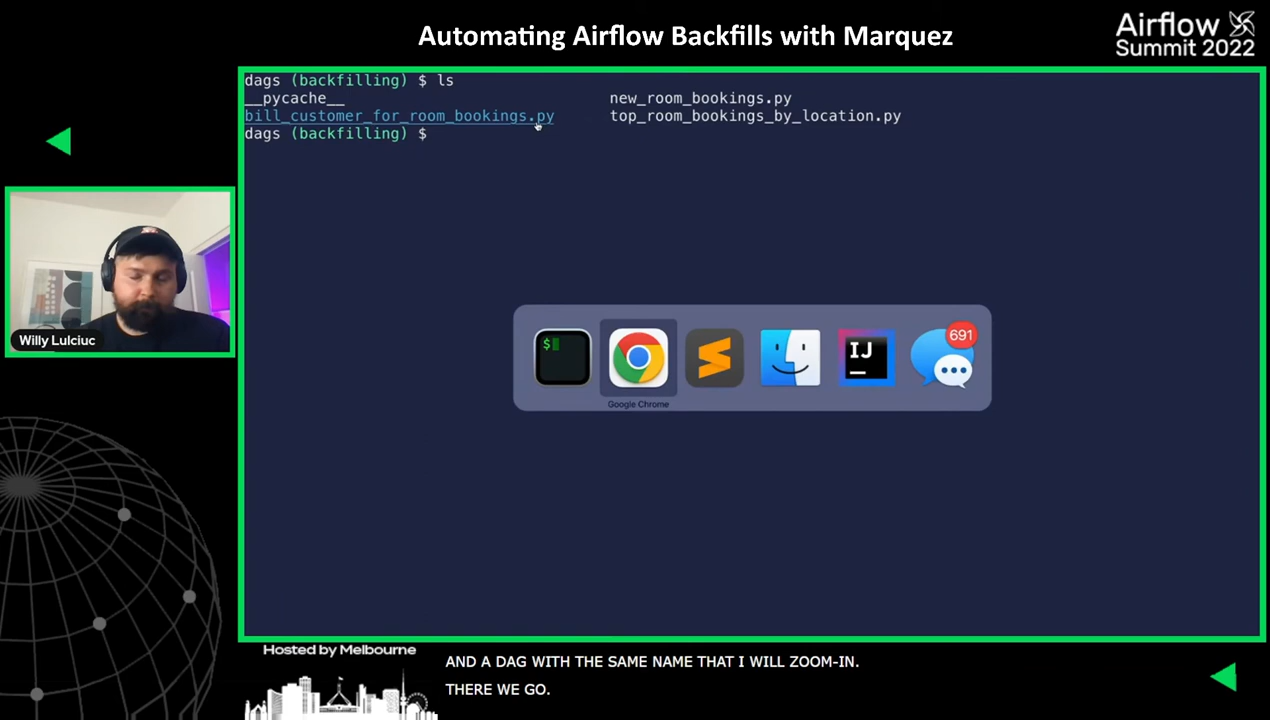 Automating Airflow Backfills with Marquez
Airflow
Summit 2022
dags (backfilling) $ ls
__pycache__ new_room_bookings.py
bill_customer_for_room_bookings.py top_room_bookings_by_location.py
dags (backfilling) $
Willy Lulciuc
$
IJ
691
Google Chrome
Hosted by Melbourne
AND A DAG WITH THE SAME NAME THAT I WILL ZOOM-IN.
THERE WE GO.